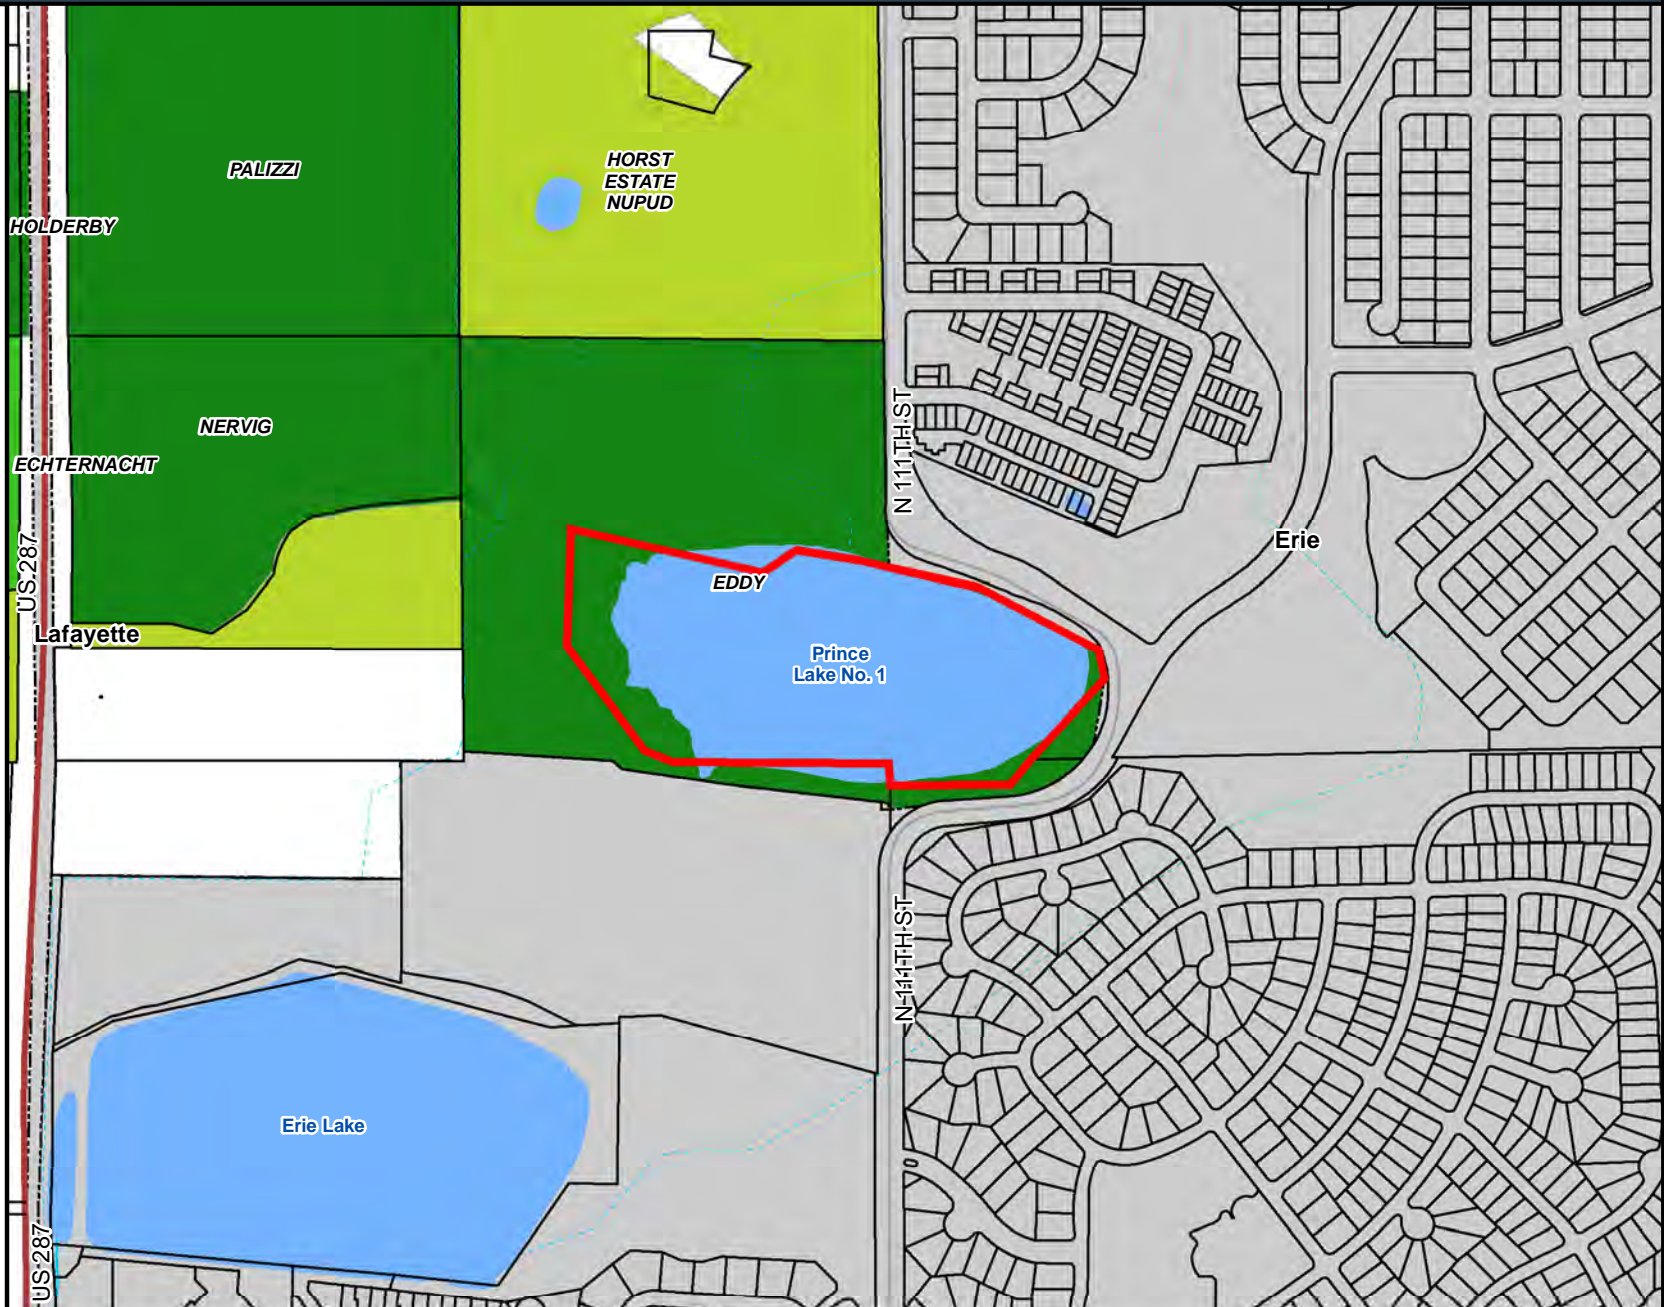 PALIZZI
HORST
ESTATE
NUPUD
HOLDERBY
NERVIG
ECHTERNACHT
N 111TH ST
US 287
Erie
EDDY
Lafayette
Prince
Lake No. 1
N 111TH ST
Erie Lake
US 287